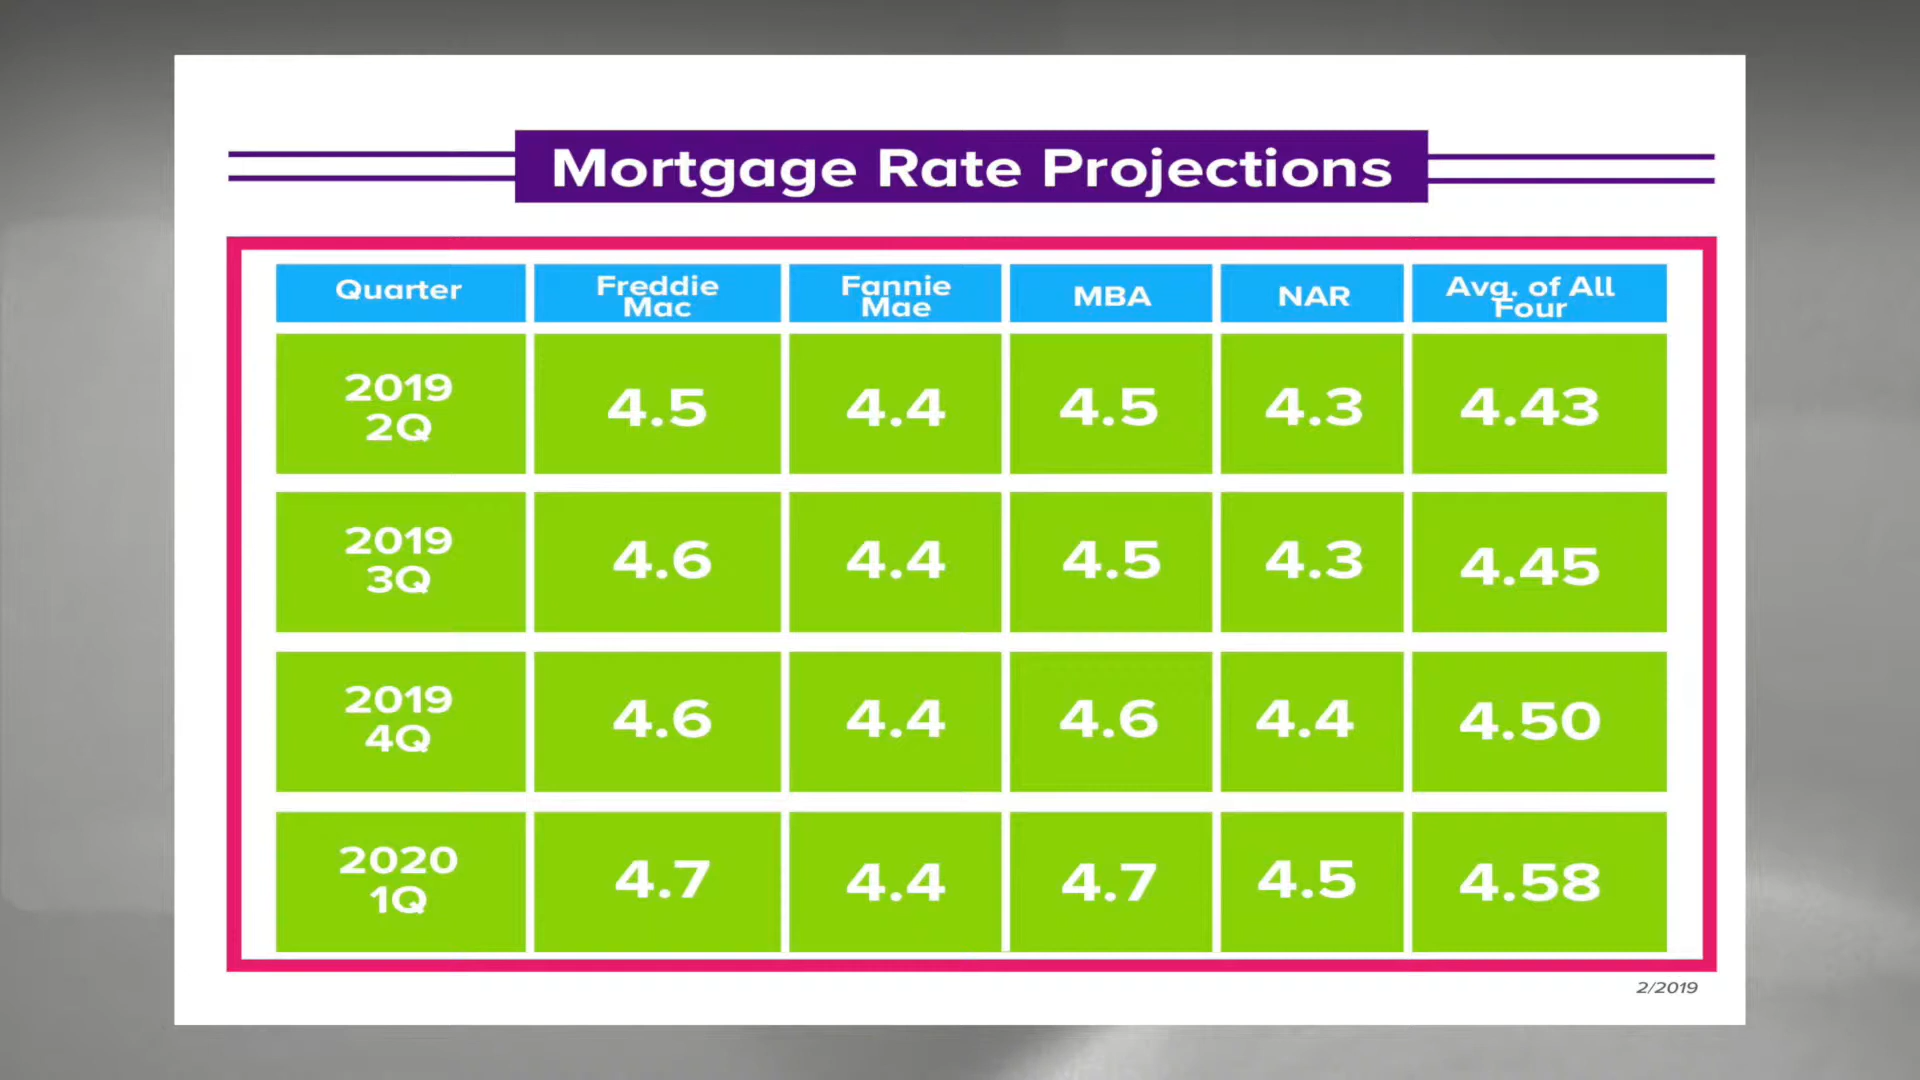 Mortgage Rate Projections
Quarter
Freddie
Mac
Fannie
Mae
MBA
NAR
Avg. of All
Four
2019
2Q
4.5
4.4
4.5
4.3
4.43
2019
3Q
4.6
4.4
4.5
4.3
4.45
2019
4Q
4.6
4.4
4.6
4.4
4.50
2020
1Q
4.7
4.4
4.7
4.5
4.58
2/2019